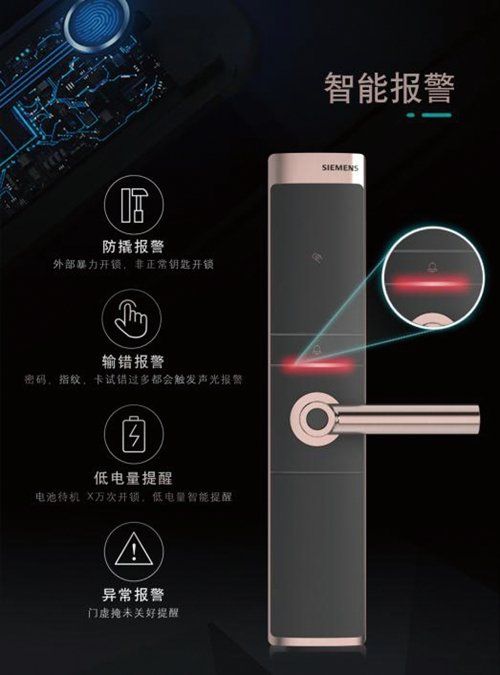 智能报警
SIEMENS
防撬报警
外部暴力开锁，非正常钥匙开锁
输错报警
密码、指纹、卡试错过多都会触发声光报警
低电量提醒
电池待机 X万次开锁，低电量智能提醒
异常报警
门虚掩未关好提醒